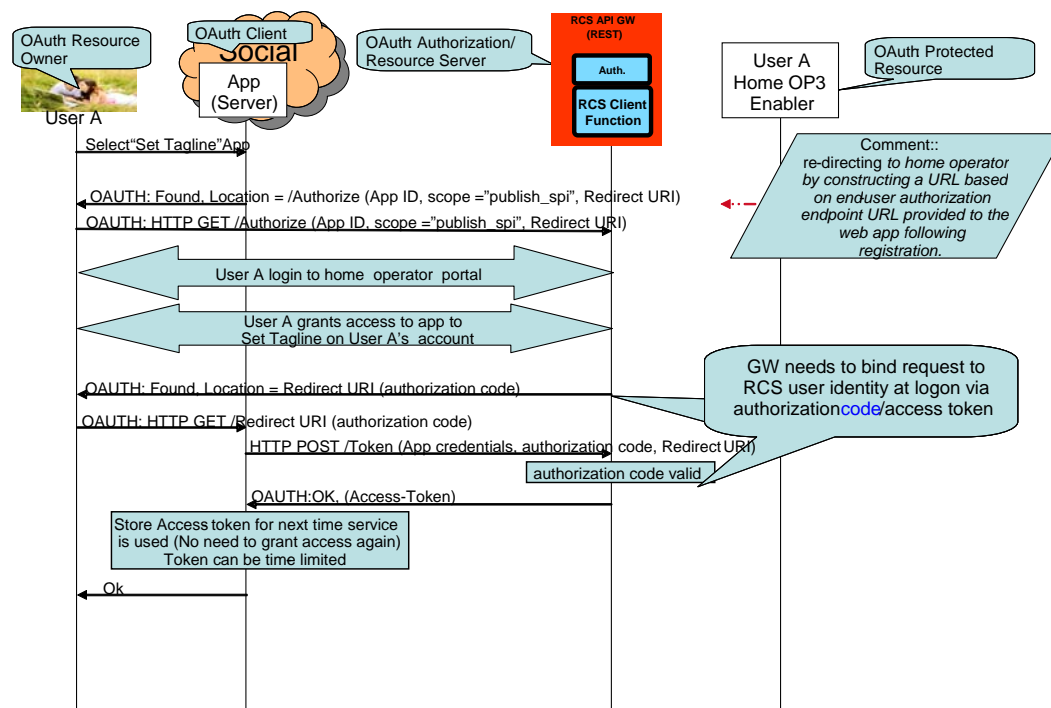 OAuth Resource
Owner
User A
OAuth Client
Social
App
(Server)
OAuth Authorization/
Resource Server
RCS API GW
(REST)
Auth.
RCS Client
Function
User A
Home OP3
Enabler
OAuth Protected
Resource
Select“Set Tagline”App
Comment::
re-directing to home operator
by constructing a URL based
on end-user authorization
endpoint URL provided to the
web app following
registration.
OAUTH: Found, Location = /Authorize (App ID, scope =”publish_spi”, Redirect URI)
OAUTH: HTTP GET /Authorize (App ID, scope =”publish_spi”, Redirect URI)
User A login to home operator portal
User A grants access to app to
Set Tagline on User A’s account
GW needs to bind request to
RCS user identity at logon via
authorizationcode/access token
OAUTH: Found, Location = Redirect URI (authorization code)
OAUTH: HTTP GET /Redirect URI (authorization code)
HTTP POST /Token (App credentials, authorization code, Redirect URI)
authorization code valid
OAUTH:OK, (Access-Token)
Store Access token for next time service
is used (No need to grant access again)
Token can be time limited
Ok